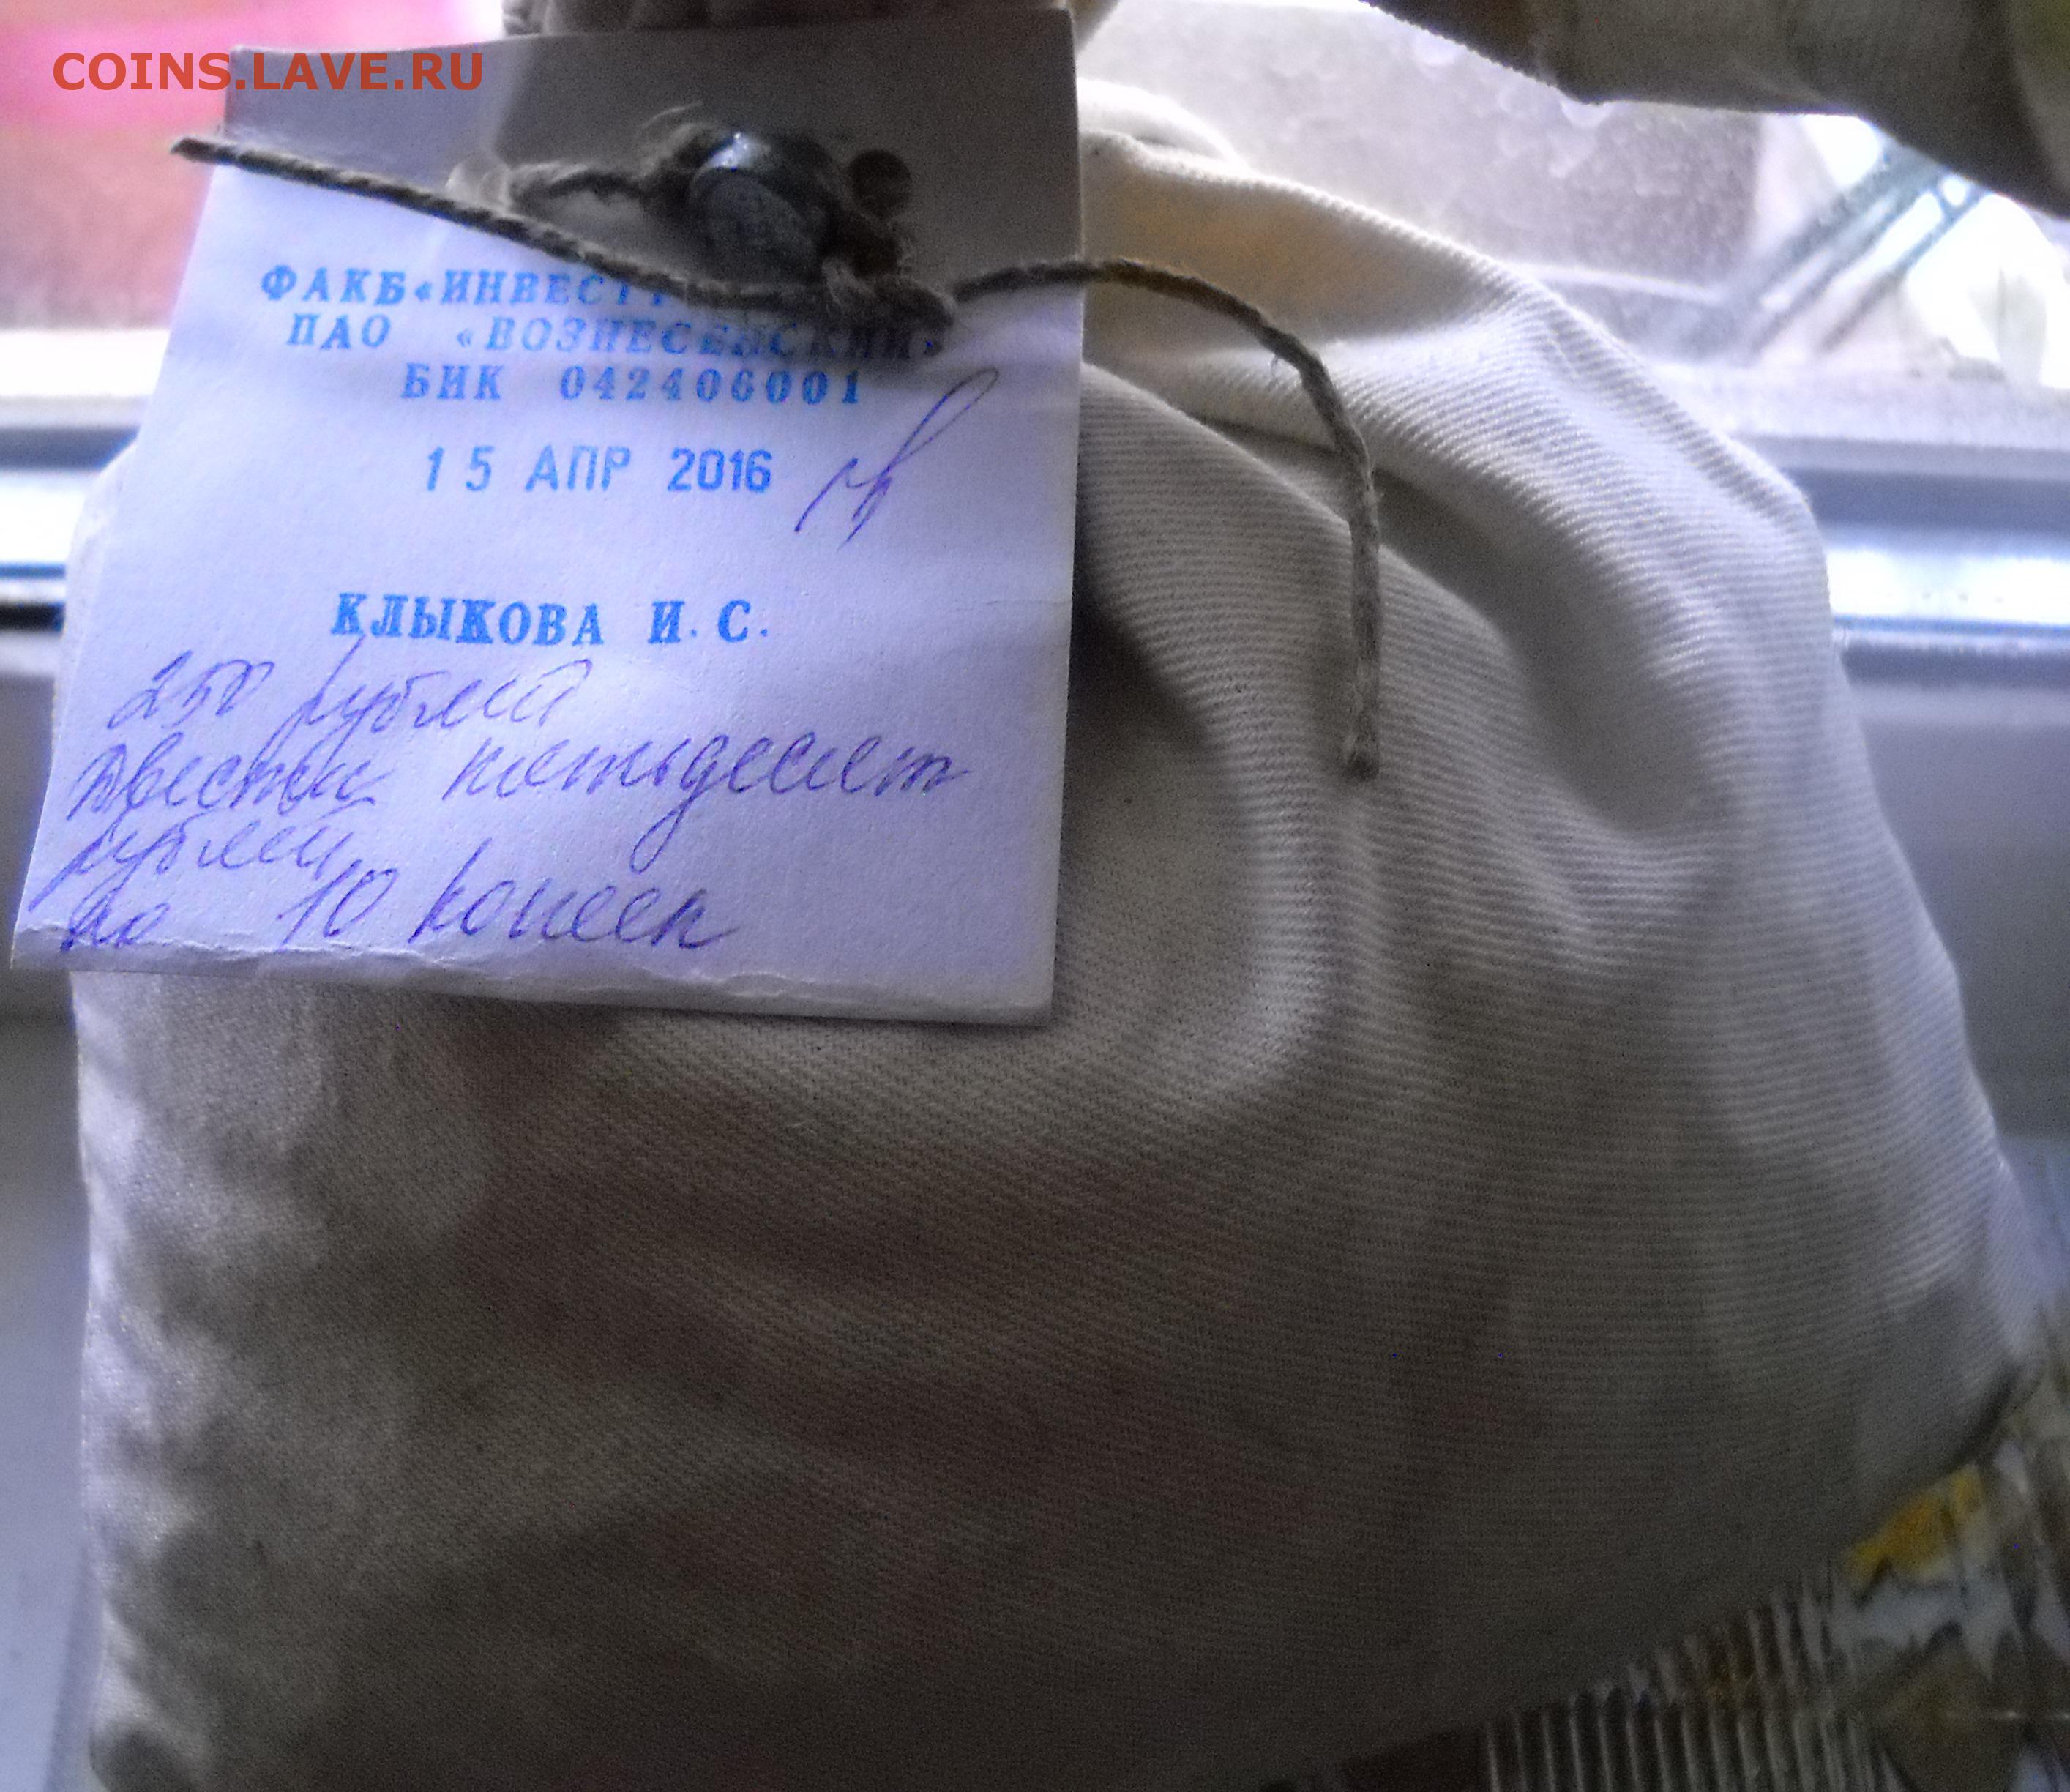 COINS.LAVE.RU
ФАКБ «ИНВЕСТ
ПАО «ВОЗНЕСЕНСКИЙ»
БИК 042406001
15 АПР 2016
КЛЫКОВА И.С.
250 рублей
Двести пятьдесят
рублей
по 10 копеек